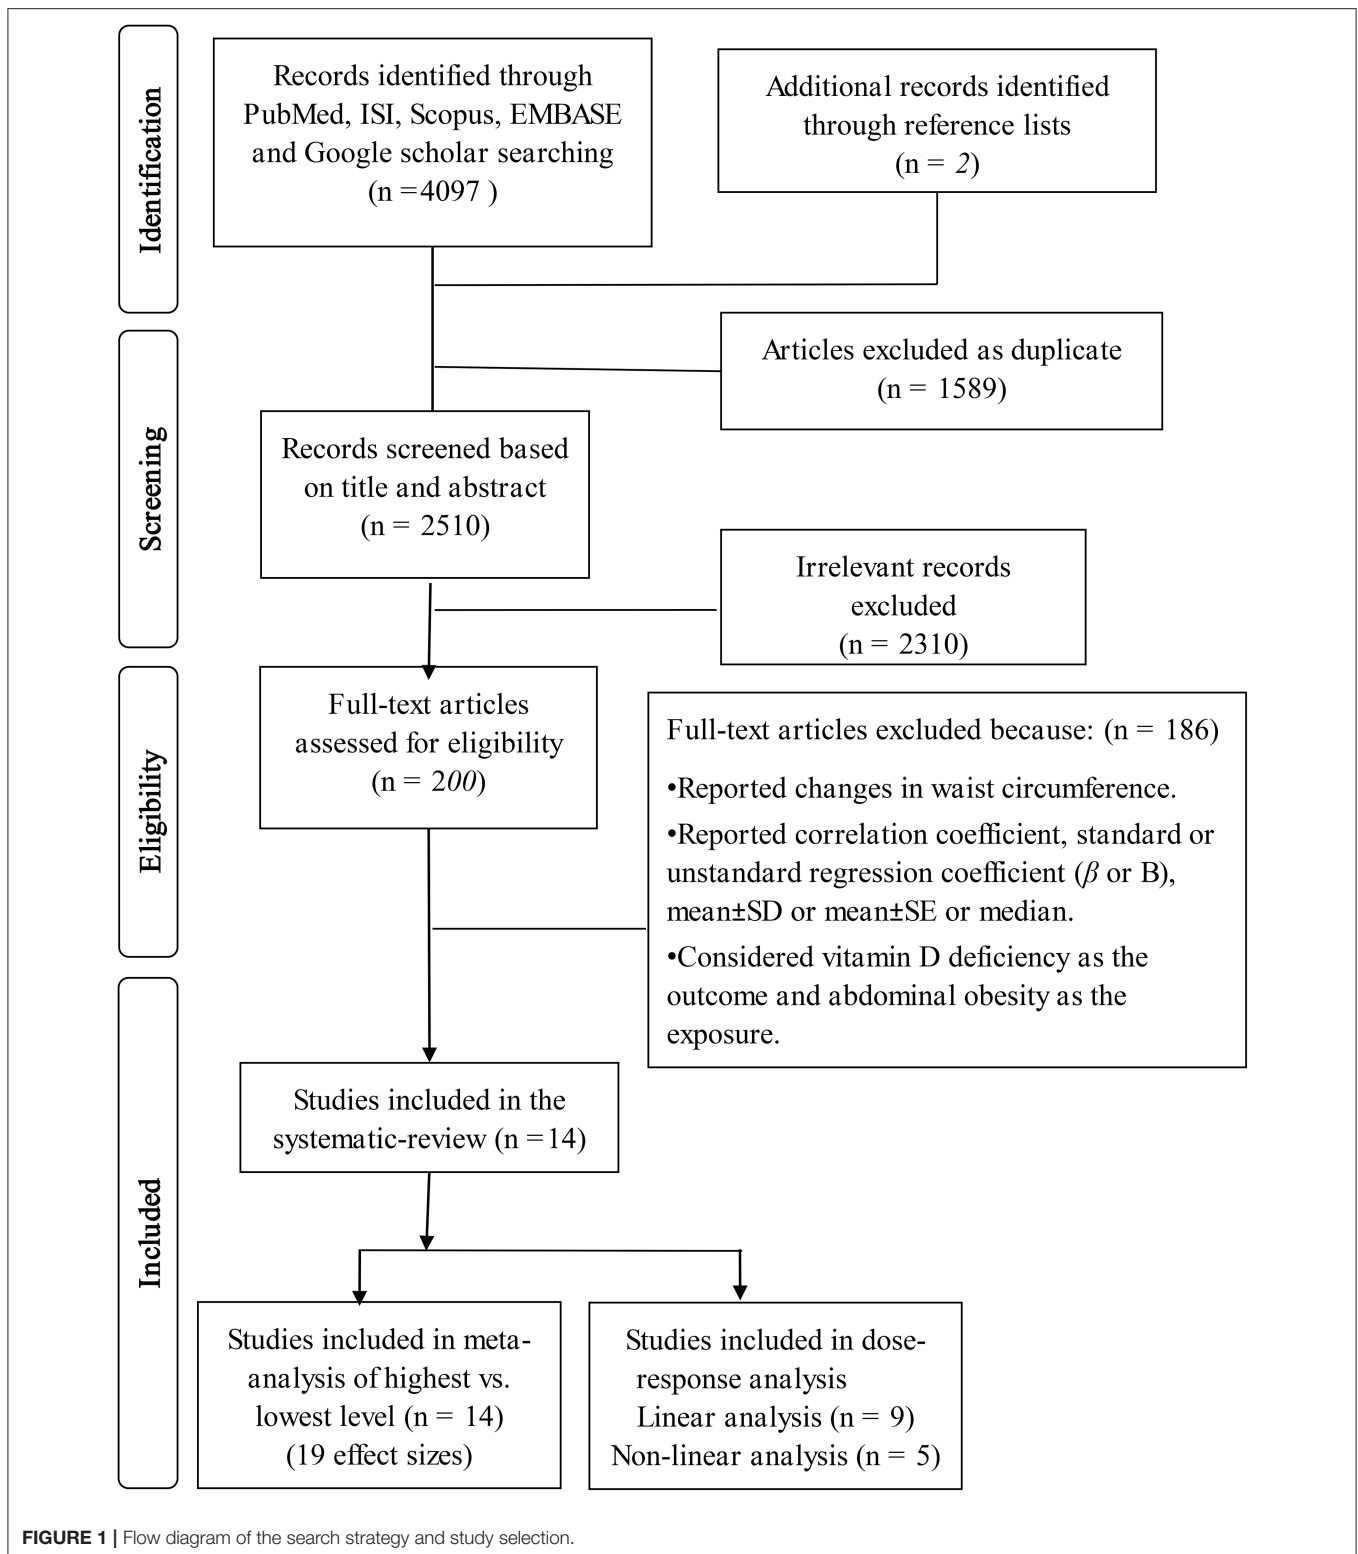 Identification
Records identified through
PubMed, ISI, Scopus, EMBASE
and Google scholar searching
(n =4097 )
Additional records identified
through reference lists
(n = 2)
Screening
Articles excluded as duplicate
(n = 1589)
Records screened based
on title and abstract
(n = 2510)
Irrelevant records
excluded
(n = 2310)
Eligibility
Full-text articles
assessed for eligibility
(n = 200)
Full-text articles excluded because: (n = 186)
•Reported changes in waist circumference.
•Reported correlation coefficient, standard or
unstandard regression coefficient (β or B),
mean±SD or mean±SE or median.
•Considered vitamin D deficiency as the
outcome and abdominal obesity as the
exposure.
Included
Studies included in the
systematic-review (n =14)
Studies included in meta-
analysis of highest vs.
lowest level (n = 14)
(19 effect sizes)
Studies included in dose-
response analysis
Linear analysis (n = 9)
Non-linear analysis (n = 5)
FIGURE 1 | Flow diagram of the search strategy and study selection.